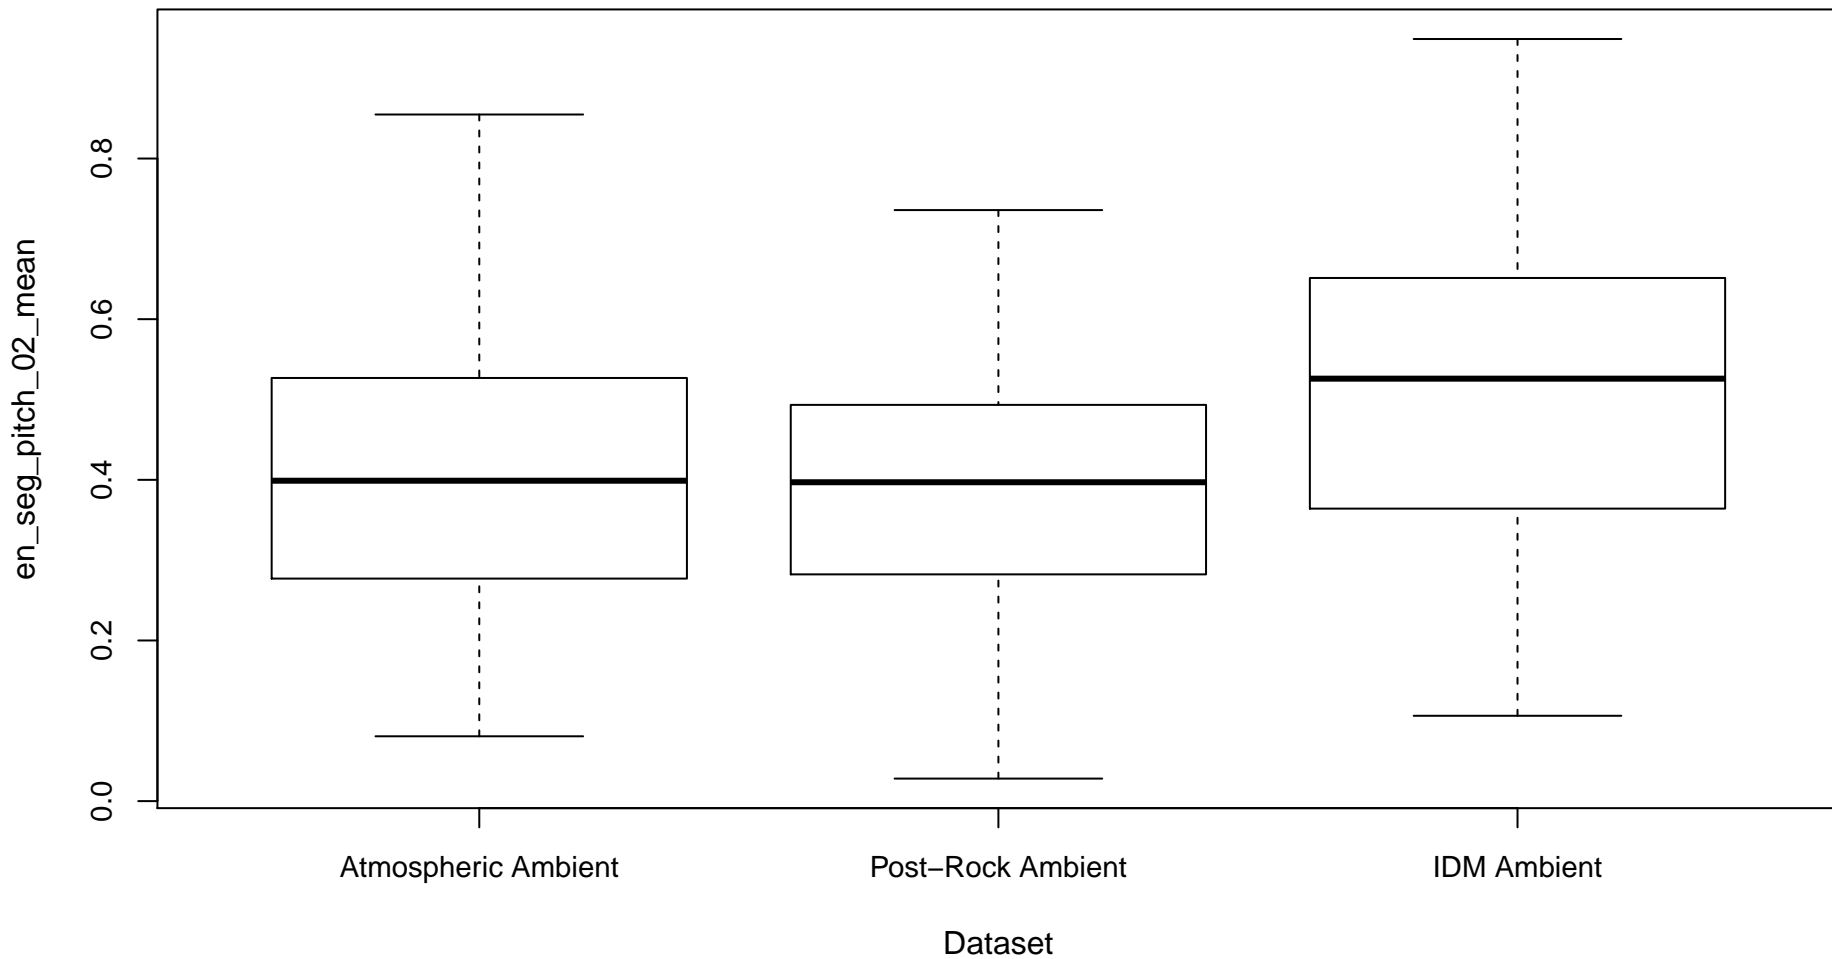 en_seg_pitch_02_mean
0.8
0.6
0.4
0.2
0.0
Atmospheric Ambient
Post−Rock Ambient
IDM Ambient
Dataset